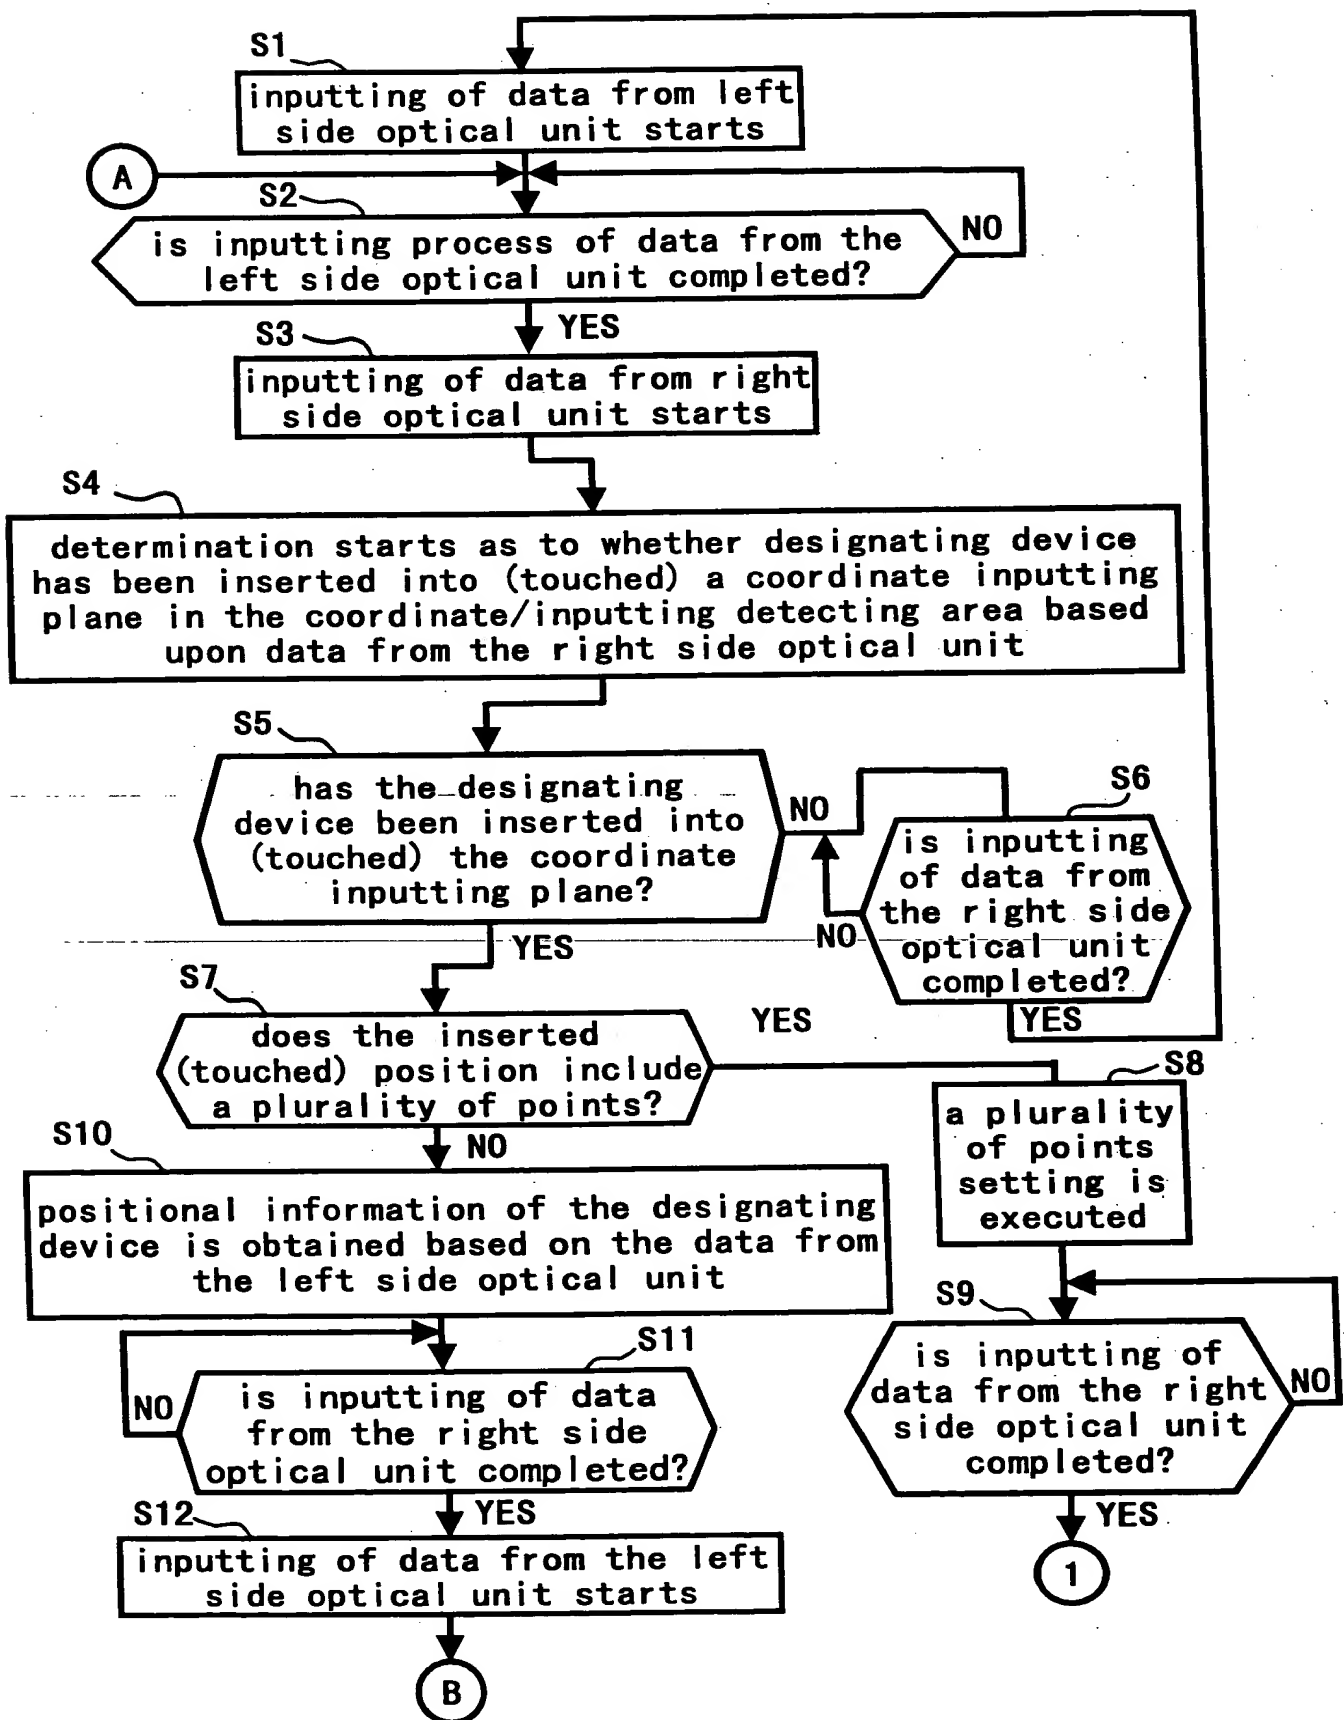 S1
inputting of data from left
side optical unit starts
A
S2
is inputting process of data from the
left side optical unit completed?
NO
YES
S3
inputting of data from right
side optical unit starts
S4
determination starts as to whether designating device
has been inserted into (touched) a coordinate inputting
plane in the coordinate/inputting detecting area based
upon data from the right side optical unit
S5
has the designating
device been inserted into
(touched) the coordinate
inputting plane?
NO
S6
is inputting
of data from
the right side
optical unit
completed?
NO
YES
YES
S7
does the inserted
(touched) position include
a plurality of points?
YES
NO
S8
a plurality
of points
setting is
executed
S10
positional information of the designating
device is obtained based on the data from
the left side optical unit
S9
is inputting of
data from the right
side optical unit
completed?
NO
YES
1
S11
is inputting of data
from the right side
optical unit completed?
NO
YES
S12
inputting of data from the left
side optical unit starts
B